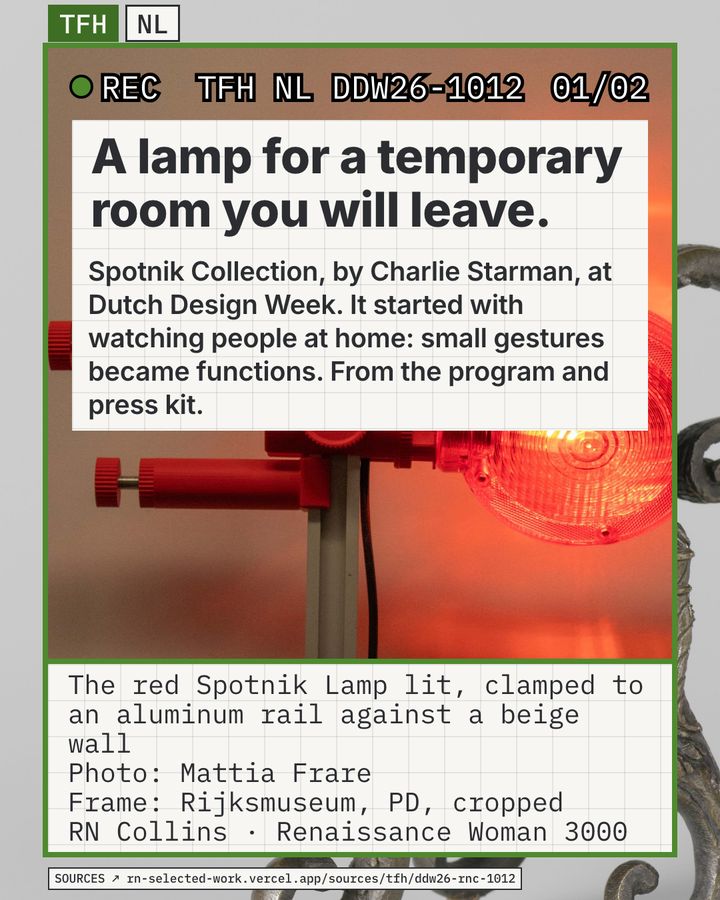 TFH NL
REC TFH NL DDW26-1012 01/02
A lamp for a temporary
room you will leave.
Spotnik Collection, by Charlie Starman, at
Dutch Design Week. It started with
watching people at home: small gestures
became functions. From the program and
press kit.
The red Spotnik Lamp lit, clamped to
an aluminum rail against a beige
wall
Photo: Mattia Frare
Frame: Rijksmuseum, PD, cropped
RN Collins · Renaissance Woman 3000
SOURCES ↗ rn-selected-work.vercel.app/sources/tfh/ddw26-rnc-1012